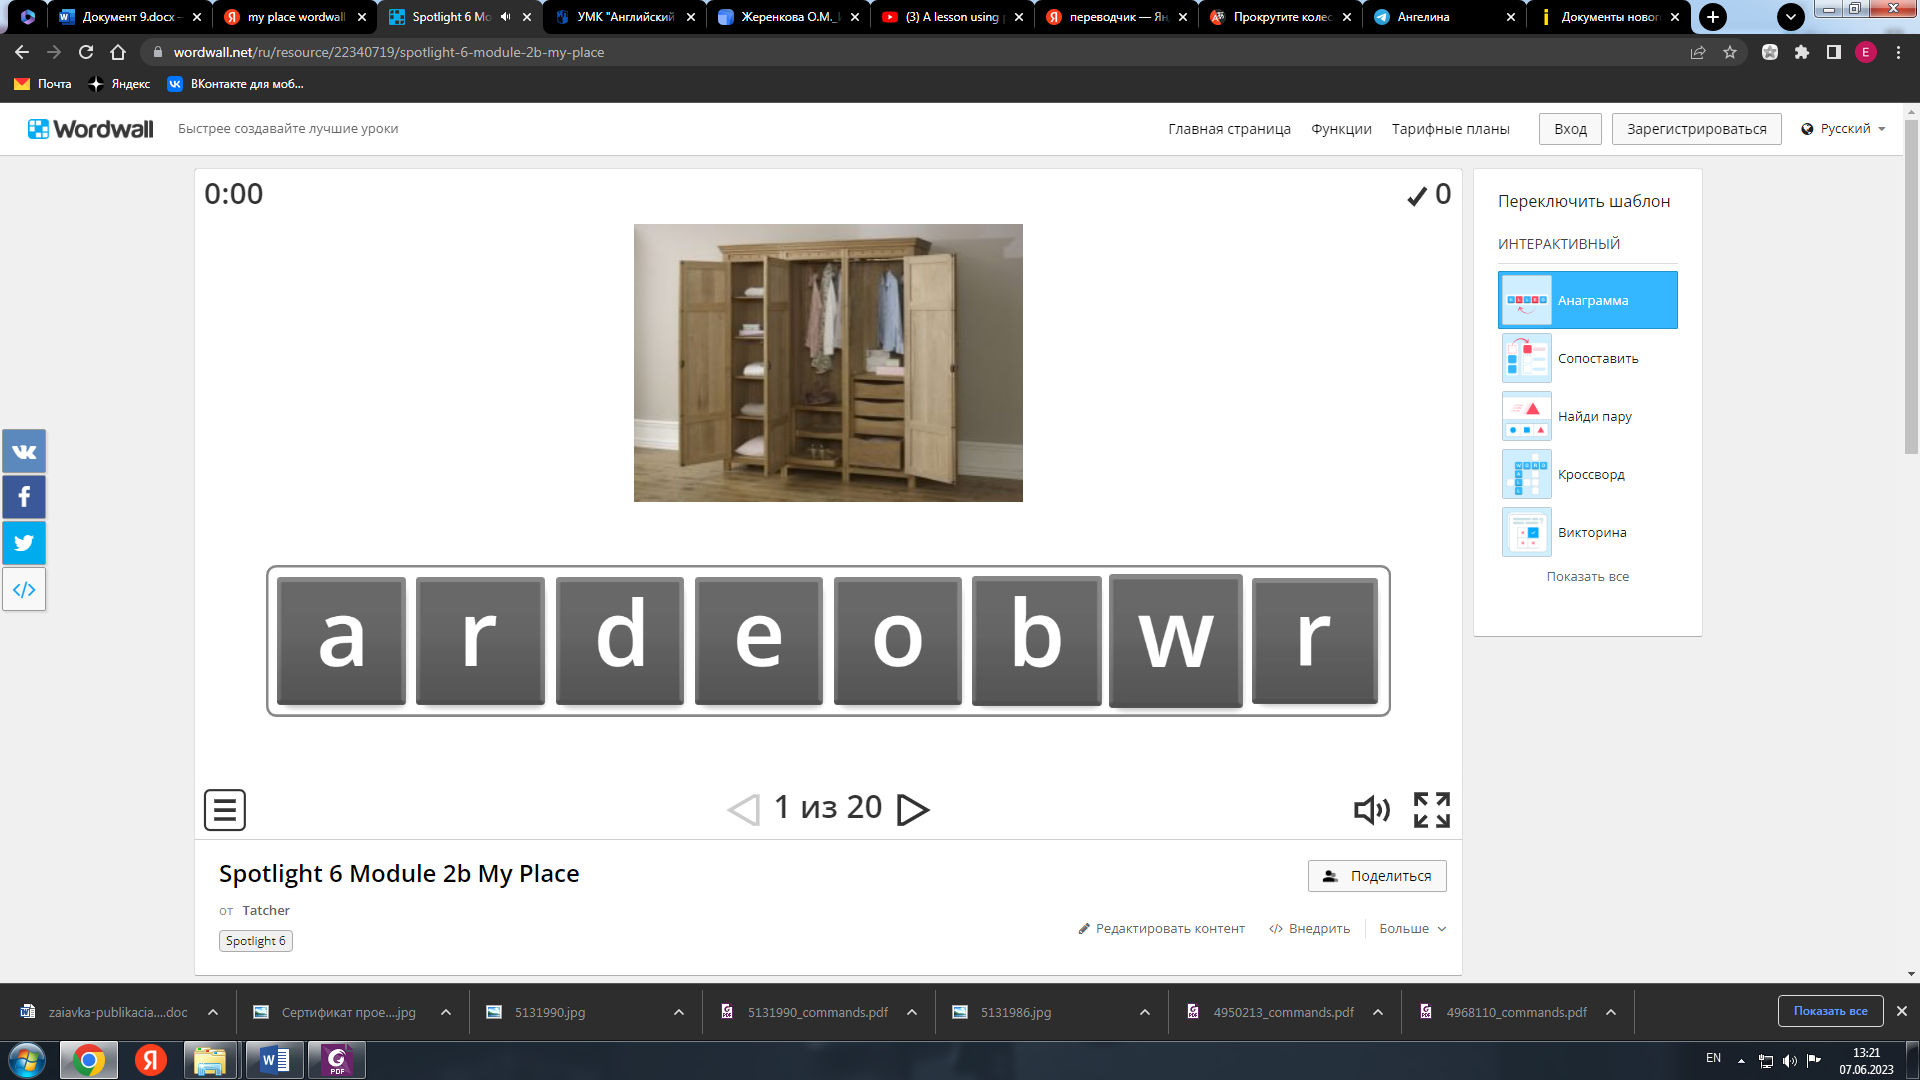 Документ 9.docx –
my place wordwall
Spotlight 6 Mo
УМК "Английский
Жеренкова О.М._
(3) A lesson using
переводчик — Ян
Прокрутите колес
Ангелина
Документы новог
wordwall.net/ru/resource/22340719/spotlight-6-module-2b-my-place
E
Почта
Яндекс
ВКонтакте для моб...
Wordwall
Быстрее создавайте лучшие уроки
Главная страница
Функции
Тарифные планы
Вход
Зарегистрироваться
Русский
0:00
0
Переключить шаблон
ИНТЕРАКТИВНЫЙ
Анаграмма
Сопоставить
Найди пару
Кроссворд
Викторина
Показать все
a r d e o b w r
1 из 20
Spotlight 6 Module 2b My Place
Поделиться
от Tatcher
Редактировать контент
Внедрить
Больше
Spotlight 6
zaiavka-publikacia....doc
Сертификат прое....jpg
5131990.jpg
5131990_commands.pdf
5131986.jpg
4950213_commands.pdf
4968110_commands.pdf
Показать все
EN
13:21
07.06.2023